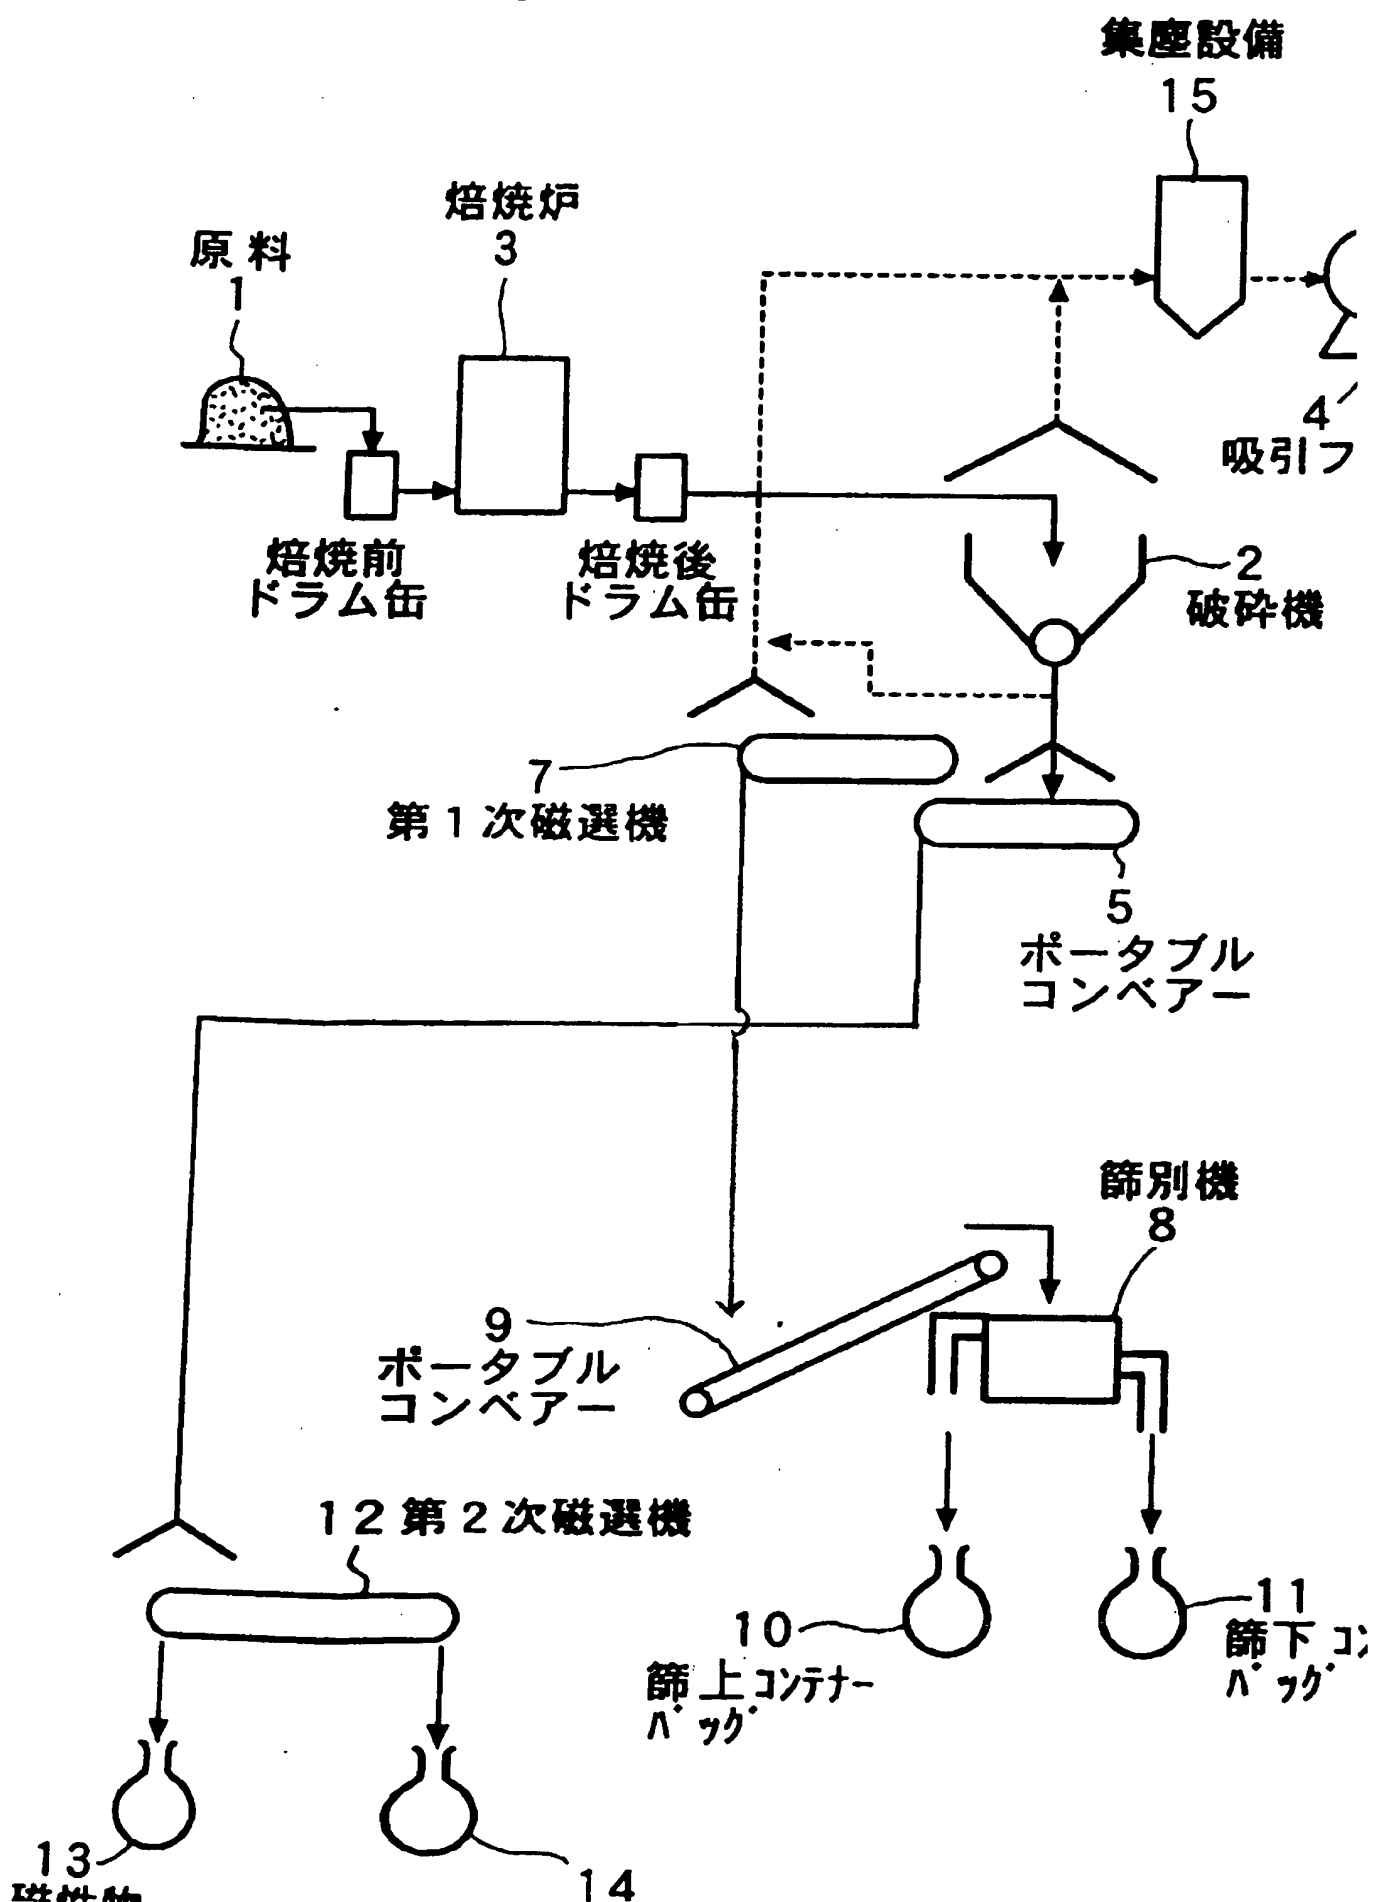 集塵設備
15
焙焼炉
3
原料
1
4
吸引フ
焙焼前
ドラム缶
焙焼後
ドラム缶
2
破砕機
7
第1次磁選機
5
ポータブル
コンベアー
篩別機
8
9
ポータブル
コンベアー
12 第2次磁選機
10
篩上コンテナー
バッグ
11
篩下コン
バッグ
13
磁性物
14